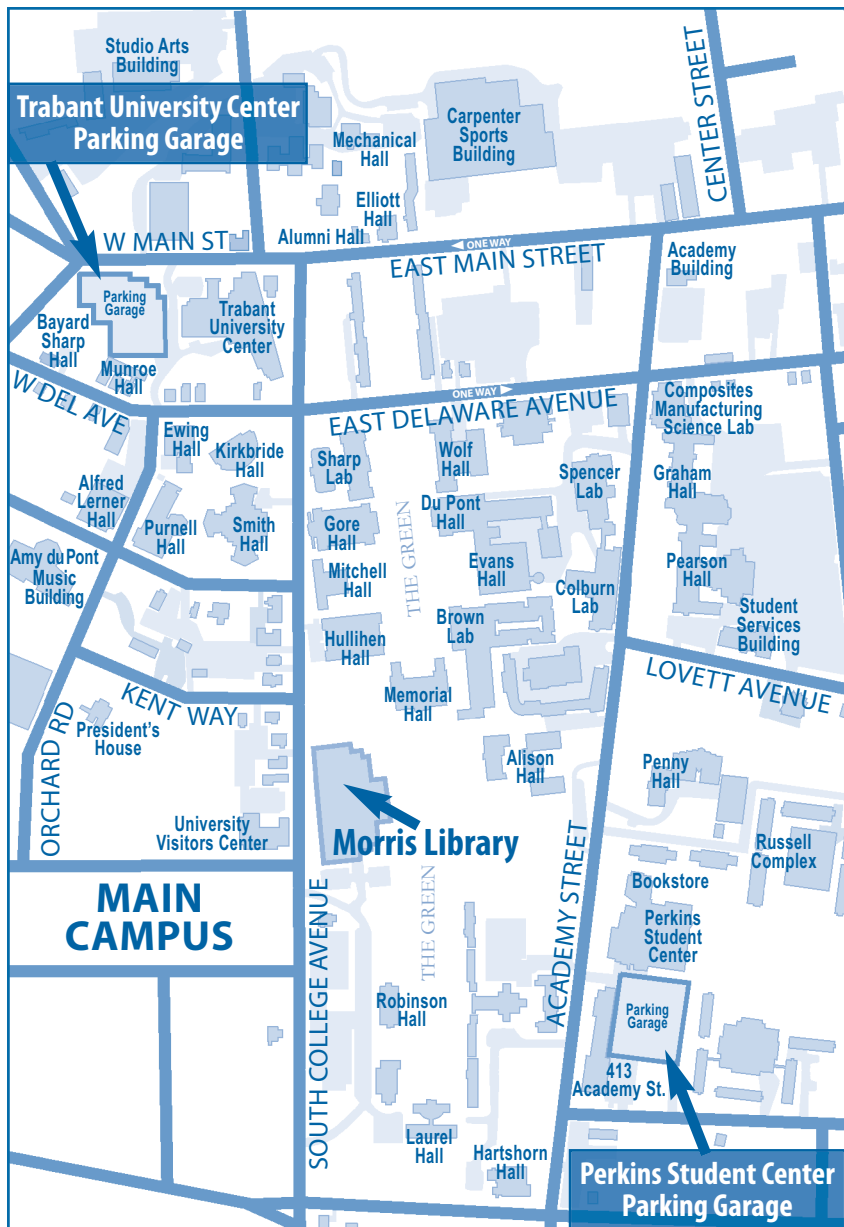 Studio Arts
Building
Trabant University Center
Parking Garage
Mechanical
Hall
Carpenter
Sports
Building
CENTER STREET
Elliott
Hall
Alumni Hall
W MAIN ST
ONE WAY
EAST MAIN STREET
Academy
Building
Parking
Garage
Trabant
University
Center
Bayard
Sharp
Hall
Munroe
Hall
W DEL AVE
ONE WAY
EAST DELAWARE AVENUE
Composites
Manufacturing
Science Lab
Ewing
Hall
Kirkbride
Hall
Sharp
Lab
Wolf
Hall
Spencer
Lab
Graham
Hall
Alfred
Lerner
Hall
Purnell
Hall
Smith
Hall
Gore
Hall
THE GREEN
Du Pont
Hall
Amy du Pont
Music
Building
Mitchell
Hall
Evans
Hall
Colburn
Lab
Pearson
Hall
Student
Services
Building
Hullihen
Hall
Brown
Lab
LOVETT AVENUE
KENT WAY
Memorial
Hall
ORCHARD RD
President's
House
Alison
Hall
Penny
Hall
University
Visitors Center
Morris Library
Russell
Complex
MAIN
CAMPUS
SOUTH COLLEGE AVENUE
THE GREEN
ACADEMY STREET
Bookstore
Perkins
Student
Center
Robinson
Hall
Parking
Garage
413
Academy St.
Laurel
Hall
Hartshorn
Hall
Perkins Student Center
Parking Garage